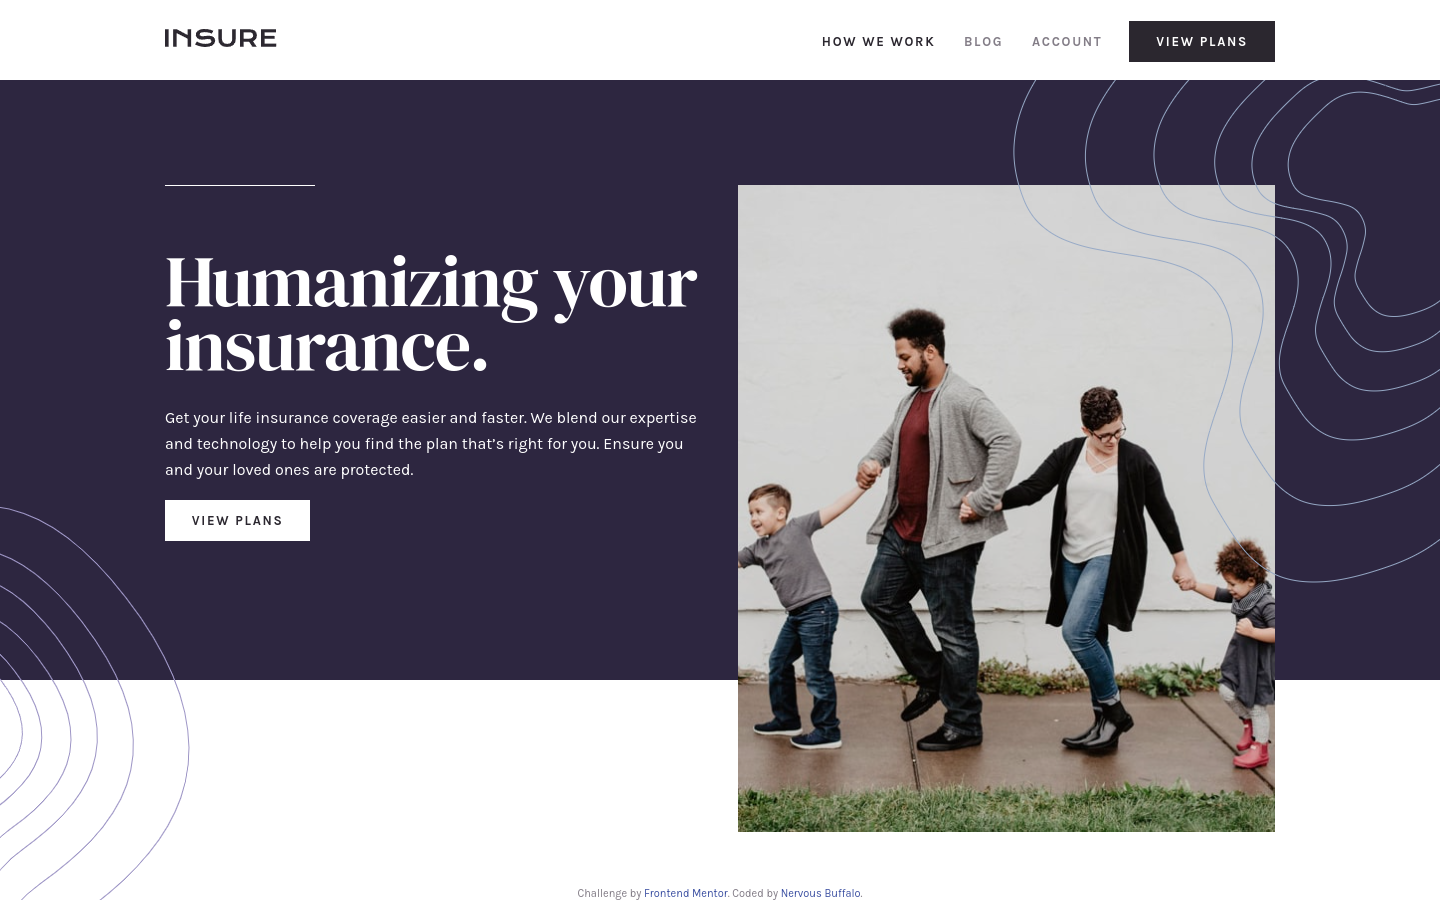 INSURE
HOW WE WORK
BLOG
ACCOUNT
VIEW PLANS
Humanizing your
insurance.
Get your life insurance coverage easier and faster. We blend our expertise
and technology to help you find the plan that’s right for you. Ensure you
and your loved ones are protected.
VIEW PLANS
Challenge by Frontend Mentor. Coded by Nervous Buffalo.